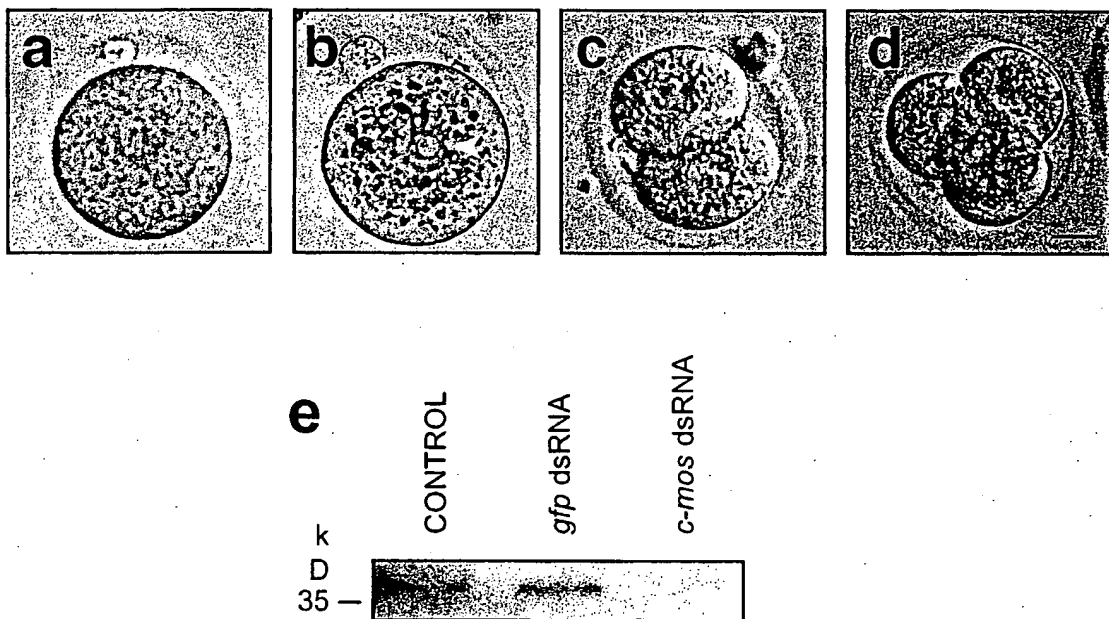 a b c d
e
CONTROL
gfp dsRNA
c-mos dsRNA
k
D
35